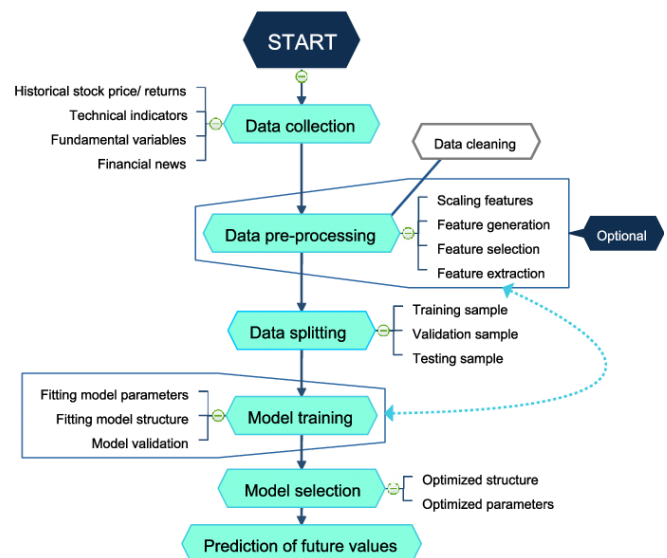 START
Historical stock price/ returns
Technical indicators
Fundamental variables
Financial news
Data collection
Data cleaning
Data pre-processing
Scaling features
Feature generation
Feature selection
Feature extraction
Optional
Data splitting
Training sample
Validation sample
Testing sample
Fitting model parameters
Fitting model structure
Model validation
Model training
Model selection
Optimized structure
Optimized parameters
Prediction of future values